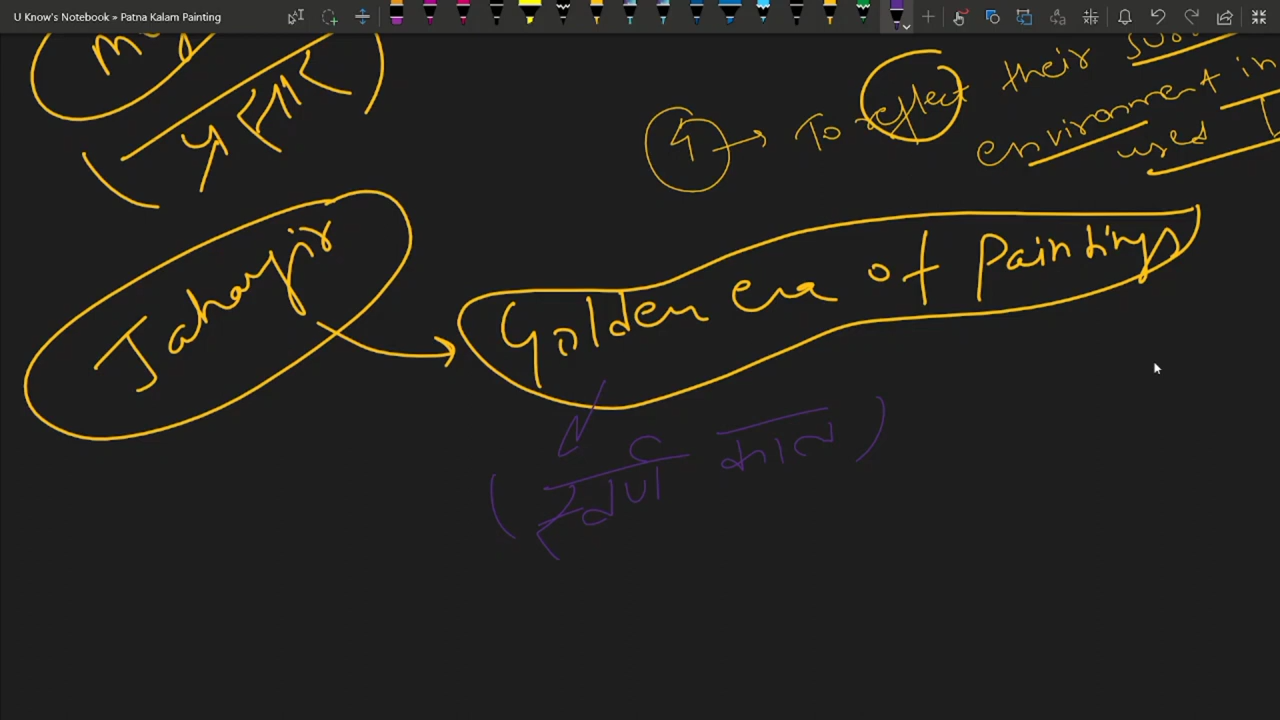 U Know's Notebook » Patna Kalam Painting
4 → To reflect their
environment in
used
Jahangir → Golden era of Paintings
(स्वर्ण काल)